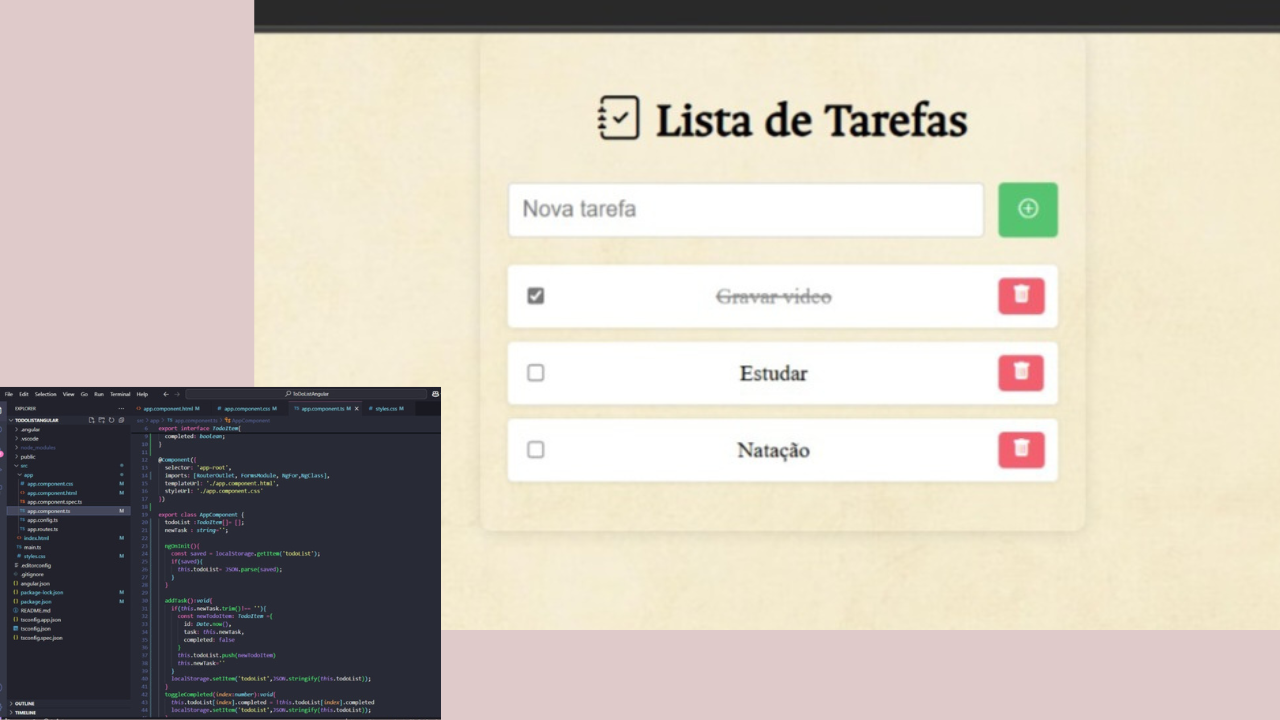 Lista de Tarefas
Nova tarefa
Gravar vídeo
Estudar
Natação
File Edit Selection View Go Run Terminal Help
ToDoListAngular
EXPLORER
app.component.html M
app.component.css M
app.component.ts M
styles.css M
TODOLISTANGULAR
src > app > app.component.ts > AppComponent
.angular
.vscode
node_modules
public
src
app
app.component.css M
app.component.html M
app.component.spec.ts
app.component.ts M
app.config.ts
app.routes.ts
index.html M
main.ts
styles.css M
.editorconfig
.gitignore
angular.json
package-lock.json M
package.json M
README.md
tsconfig.app.json
tsconfig.json
tsconfig.spec.json
OUTLINE
TIMELINE
export interface TodoItem{
completed: boolean;
}
@Component({
selector: 'app-root',
imports: [RouterOutlet, FormsModule, NgFor,NgClass],
templateUrl: './app.component.html',
styleUrl: './app.component.css'
})
export class AppComponent {
todoList :TodoItem[]= [];
newTask : string='';
ngOnInit(){
const saved = localStorage.getItem('todoList');
if(saved){
this.todoList= JSON.parse(saved);
}
}
addTask():void{
if(this.newTask.trim()!== ''){
const newTodoItem: TodoItem ={
id: Date.now(),
task: this.newTask,
completed: false
}
this.todoList.push(newTodoItem)
this.newTask=''
}
localStorage.setItem('todoList',JSON.stringify(this.todoList));
}
toggleCompleted(index:number):void{
this.todoList[index].completed = !this.todoList[index].completed
localStorage.setItem('todoList',JSON.stringify(this.todoList));